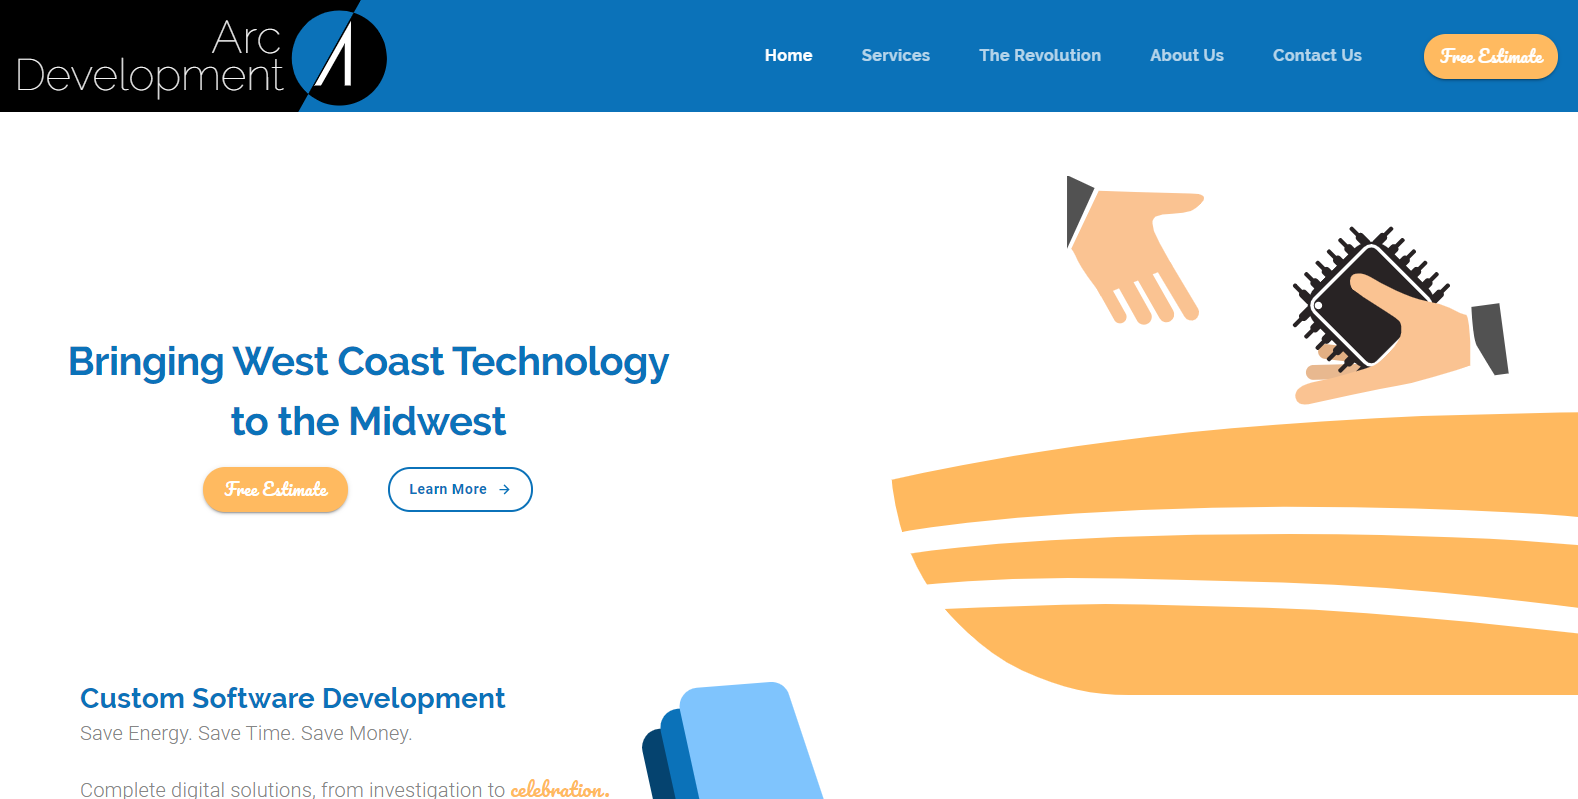 Arc
Development
Home Services The Revolution About Us Contact Us Free Estimate
Bringing West Coast Technology
to the Midwest
Free Estimate Learn More →
Custom Software Development
Save Energy. Save Time. Save Money.
Complete digital solutions, from investigation to celebration.